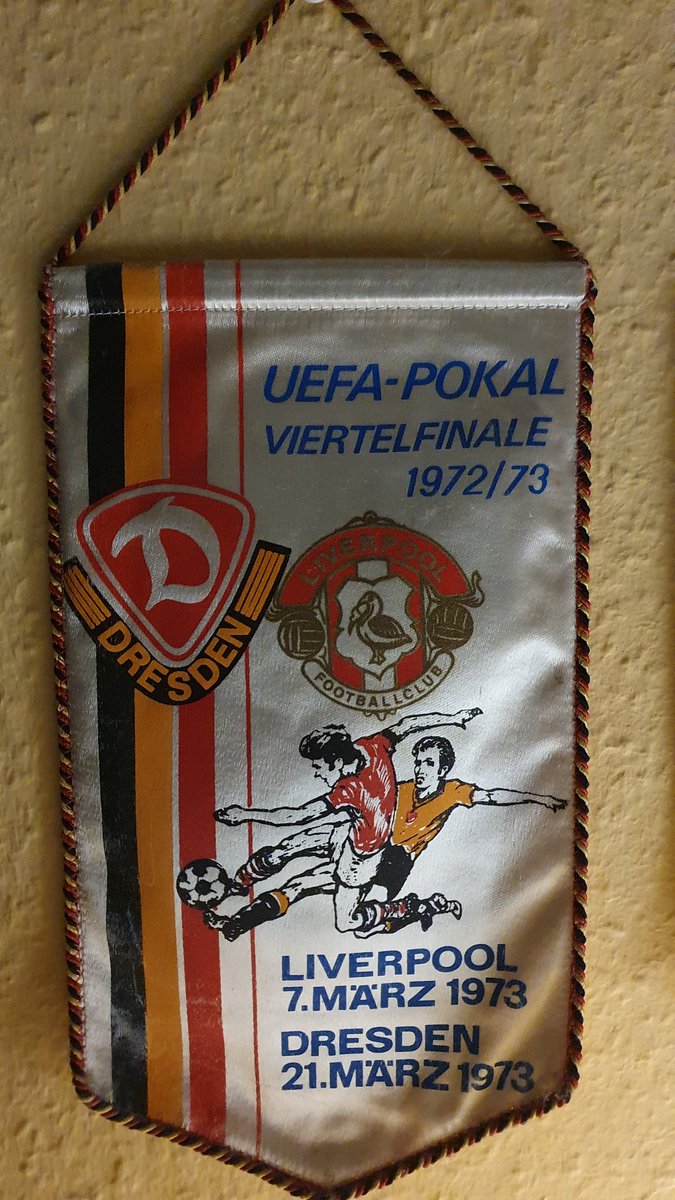 UEFA-POKAL
VIERTELFINALE
1972/73
D
DRESDEN
LIVERPOOL
FOOTBALLCLUB
LIVERPOOL
7.MÄRZ 1973
DRESDEN
21.MÄRZ 1973